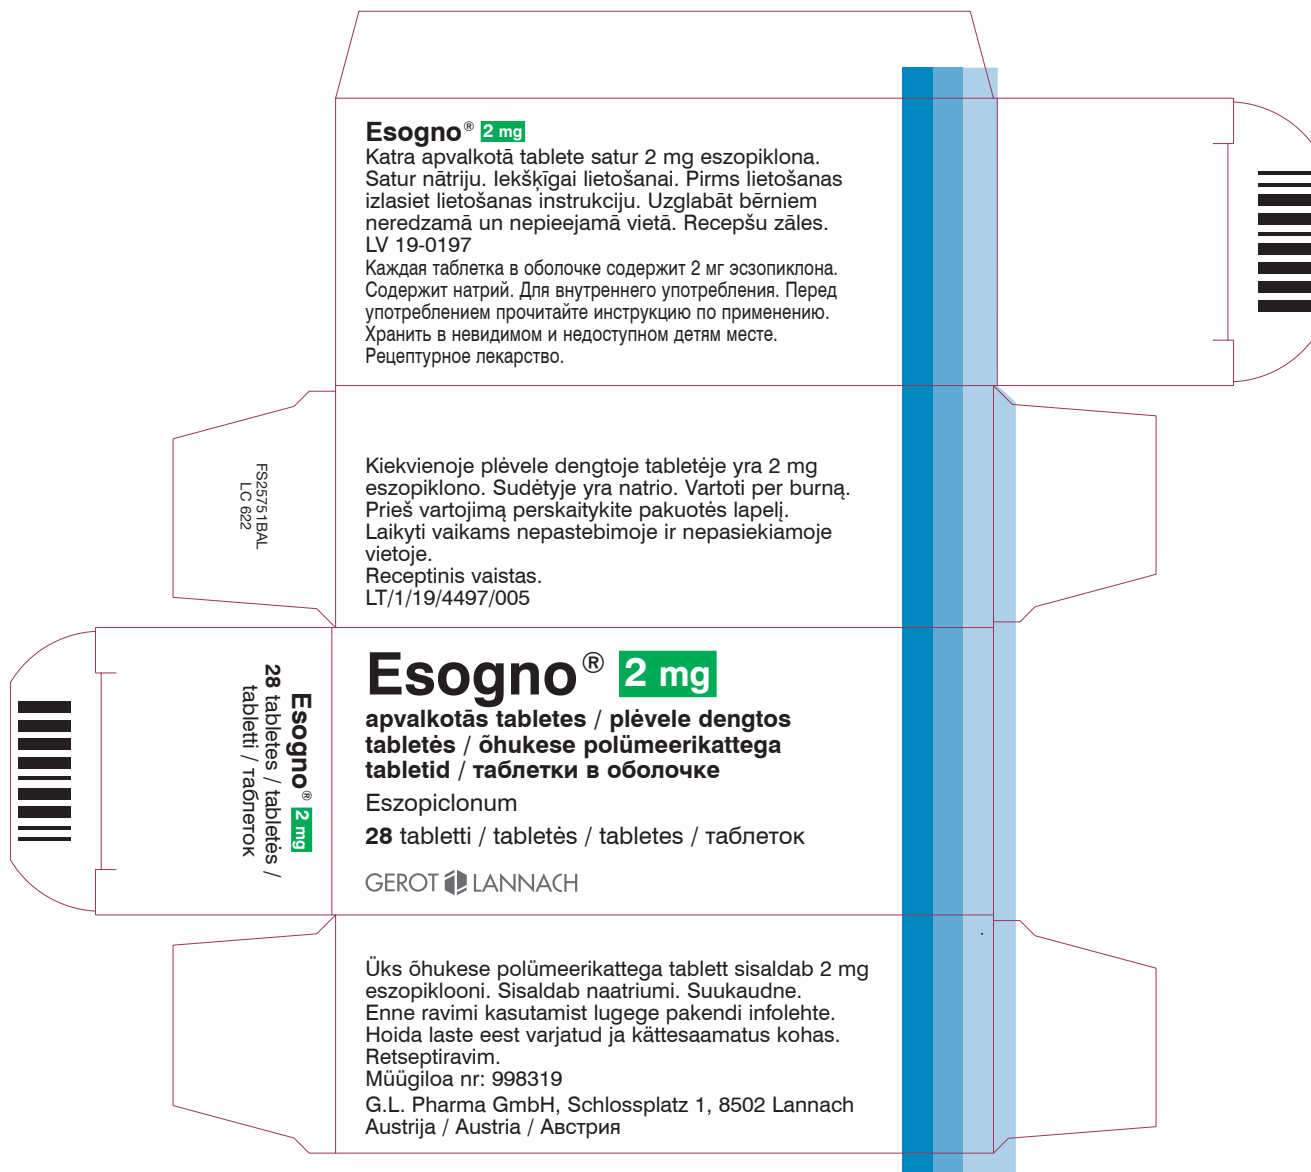 Esogno® 2 mg
Katra apvalkotā tablete satur 2 mg eszopiklona.
Satur nātriju. Iekšķīgai lietošanai. Pirms lietošanas
izlasiet lietošanas instrukciju. Uzglabāt bērniem
neredzamā un nepieejamā vietā. Recepšu zāles.
LV 19-0197
Каждая таблетка в оболочке содержит 2 мг эсзопиклона.
Содержит натрий. Для внутреннего употребления. Перед
употреблением прочитайте инструкцию по применению.
Хранить в невидимом и недоступном детям месте.
Рецептурное лекарство.
FS25751BAL
LC 622
Kiekvienoje plėvele dengtoje tabletėje yra 2 mg
eszopiklono. Sudėtyje yra natrio. Vartoti per burną.
Prieš vartojimą perskaitykite pakuotės lapelį.
Laikyti vaikams nepastebimoje ir nepasiekiamoje
vietoje.
Receptinis vaistas.
LT/1/19/4497/005
Esogno® 2 mg
28 tabletes / tabletės /
tabletti / таблеток
Esogno® 2 mg
apvalkotās tabletes / plėvele dengtos
tabletės / õhukese polümeerikattega
tabletid / таблетки в оболочке
Eszopiclonum
28 tabletti / tabletės / tabletes / таблеток
GEROT LANNACH
Üks õhukese polümeerikattega tablett sisaldab 2 mg
eszopiklooni. Sisaldab naatriumi. Suukaudne.
Enne ravimi kasutamist lugege pakendi infolehte.
Hoida laste eest varjatud ja kättesaamatus kohas.
Retseptiravim.
Müügiloa nr: 998319
G.L. Pharma GmbH, Schlossplatz 1, 8502 Lannach
Austrija / Austria / Австрия